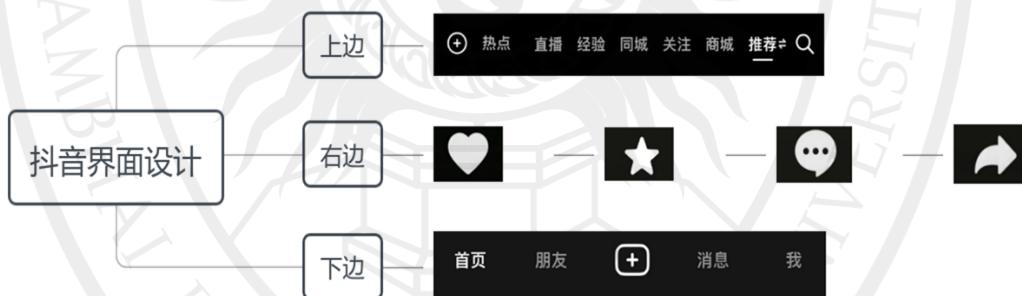 上边
热点 直播 经验 同城 关注 商城 推荐
抖音界面设计
右边
下边
首页 朋友 消息 我